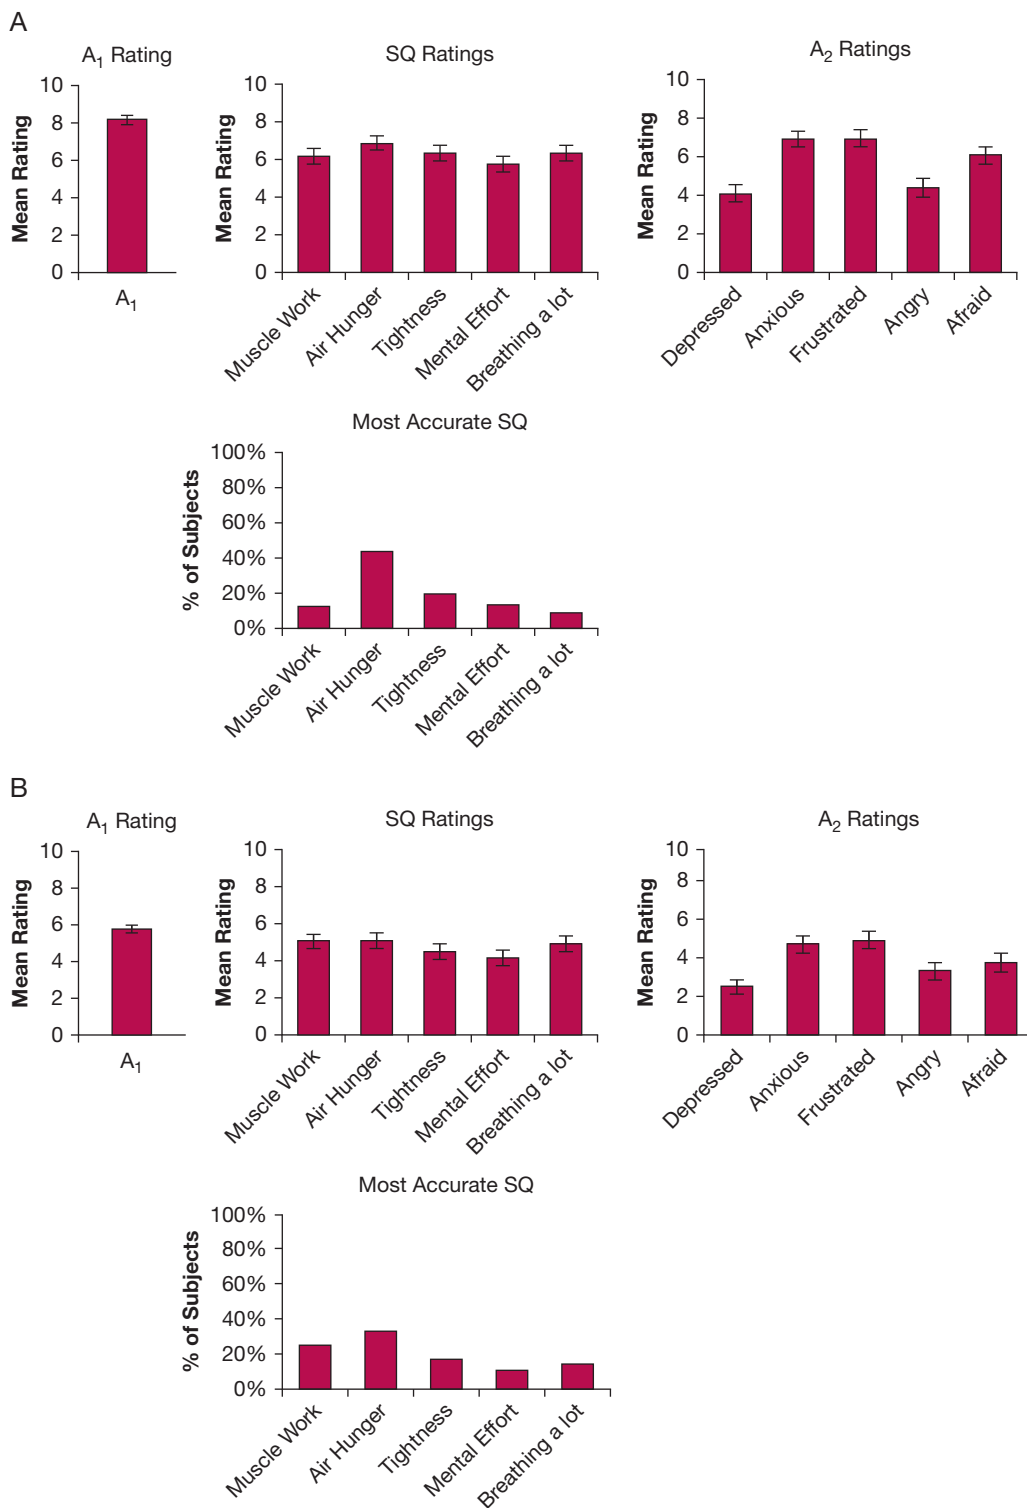 A
A₁ Rating
Mean Rating
10
8
6
4
2
0
A₁
SQ Ratings
Mean Rating
10
8
6
4
2
0
Muscle Work
Air Hunger
Tightness
Mental Effort
Breathing a lot
A₂ Ratings
Mean Rating
10
8
6
4
2
0
Depressed
Anxious
Frustrated
Angry
Afraid
Most Accurate SQ
% of Subjects
100%
80%
60%
40%
20%
0%
Muscle Work
Air Hunger
Tightness
Mental Effort
Breathing a lot
B
A₁ Rating
Mean Rating
10
8
6
4
2
0
A₁
SQ Ratings
Mean Rating
10
8
6
4
2
0
Muscle Work
Air Hunger
Tightness
Mental Effort
Breathing a lot
A₂ Ratings
Mean Rating
10
8
6
4
2
0
Depressed
Anxious
Frustrated
Angry
Afraid
Most Accurate SQ
% of Subjects
100%
80%
60%
40%
20%
0%
Muscle Work
Air Hunger
Tightness
Mental Effort
Breathing a lot